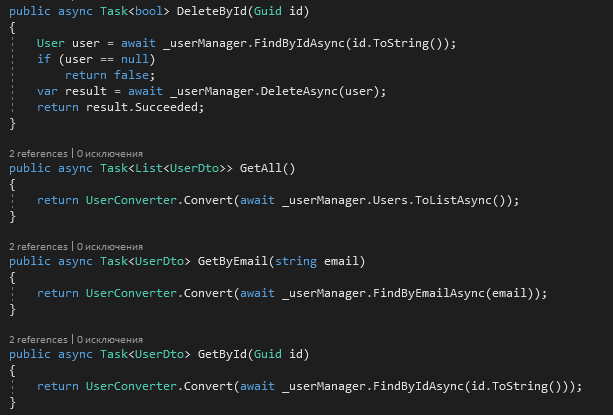 public async Task<bool> DeleteById(Guid id)
{
User user = await _userManager.FindByIdAsync(id.ToString());
if (user == null)
return false;
var result = await _userManager.DeleteAsync(user);
return result.Succeeded;
}
2 references | 0 исключения
public async Task<List<UserDto>> GetAll()
{
return UserConverter.Convert(await _userManager.Users.ToListAsync());
}
2 references | 0 исключения
public async Task<UserDto> GetByEmail(string email)
{
return UserConverter.Convert(await _userManager.FindByEmailAsync(email));
}
2 references | 0 исключения
public async Task<UserDto> GetById(Guid id)
{
return UserConverter.Convert(await _userManager.FindByIdAsync(id.ToString()));
}